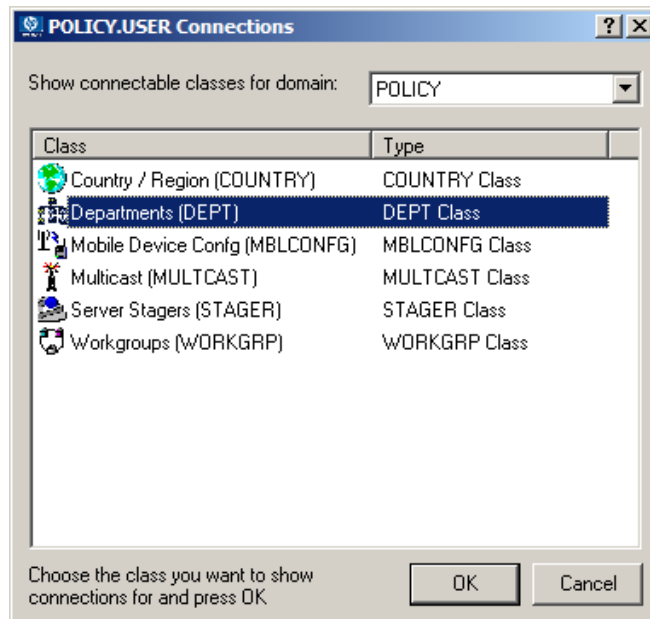 POLICY.USER Connections
Show connectable classes for domain: POLICY
Class Type
Country / Region (COUNTRY) COUNTRY Class
Departments (DEPT) DEPT Class
Mobile Device Confg (MBLCONFG) MBLCONFG Class
Multicast (MULTCAST) MULTCAST Class
Server Stagers (STAGER) STAGER Class
Workgroups (WORKGRP) WORKGRP Class
Choose the class you want to show
connections for and press OK
OK Cancel